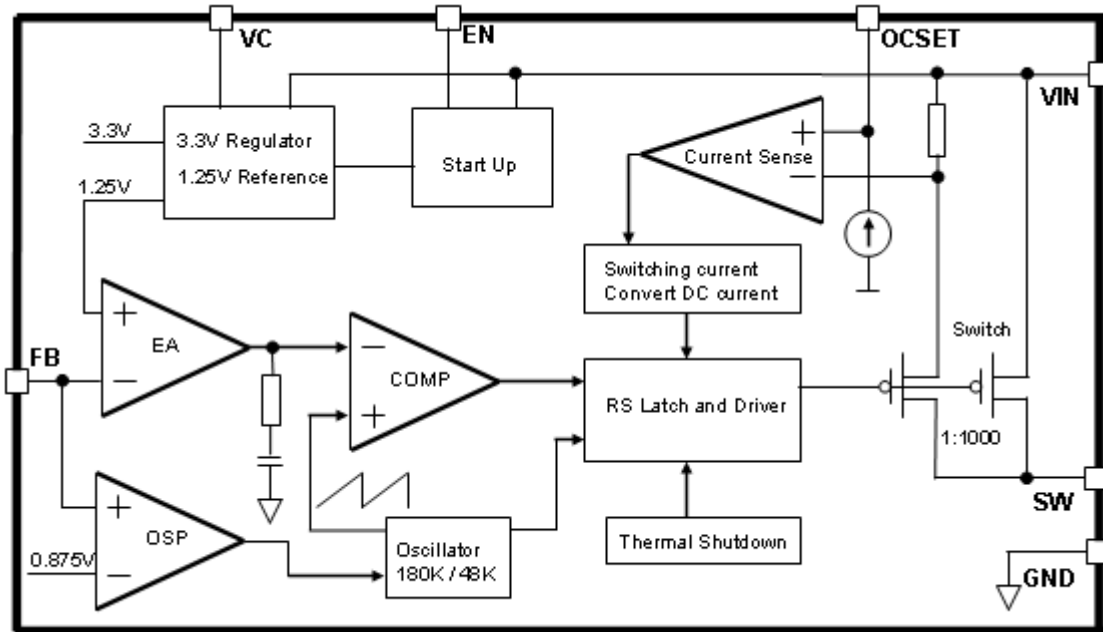 VC
EN
OCSET
VIN
3.3V
3.3V Regulator
1.25V Reference
Start Up
+
Current Sense
−
1.25V
Switching current
Convert DC current
+
EA
−
FB
−
COMP
+
RS Latch and Driver
Switch
1:1000
SW
+
OSP
−
0.875V
Oscillator
180K / 48K
Thermal Shutdown
GND